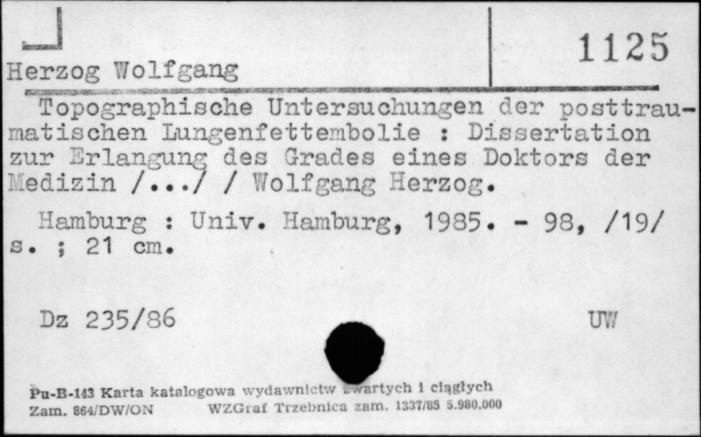 1125
Herzog Wolfgang
Topographische Untersuchungen der posttrau-
matischen Lungenfettembolie : Dissertation
zur Erlangung des Grades eines Doktors der
Medizin /.../ / Wolfgang Herzog.
Hamburg : Univ. Hamburg, 1985. - 98, /19/
s. ; 21 cm.
Dz 235/86 UW
Pu-B-143 Karta katalogowa wydawnictw zwartych i ciągłych
Zam. 864/DW/ON WZGraf Trzebnica zam. 1337/85 5.980.000